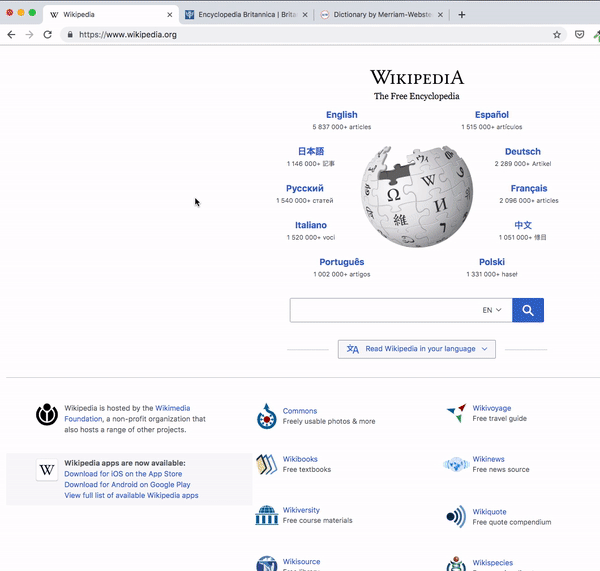 Wikipedia
Encyclopedia Britannica | Brita
Dictionary by Merriam-Webste
https://www.wikipedia.org
WIKIPEDIA
The Free Encyclopedia
English
5 837 000+ articles
Español
1 515 000+ artículos
日本語
1 146 000+ 記事
Deutsch
2 289 000+ Artikel
Русский
1 540 000+ статей
Français
2 096 000+ articles
Italiano
1 520 000+ voci
中文
1 051 000+ 條目
Português
1 002 000+ artigos
Polski
1 331 000+ haseł
Ω
W
維
И
EN
Read Wikipedia in your language
Wikipedia is hosted by the Wikimedia
Foundation, a non-profit organization that
also hosts a range of other projects.
W
Wikipedia apps are now available:
Download for iOS on the App Store
Download for Android on Google Play
View full list of available Wikipedia apps
Commons
Freely usable photos & more
Wikivoyage
Free travel guide
Wikibooks
Free textbooks
Wikinews
Free news source
Wikiversity
Free course materials
Wikiquote
Free quote compendium
Wikisource
Wikispecies